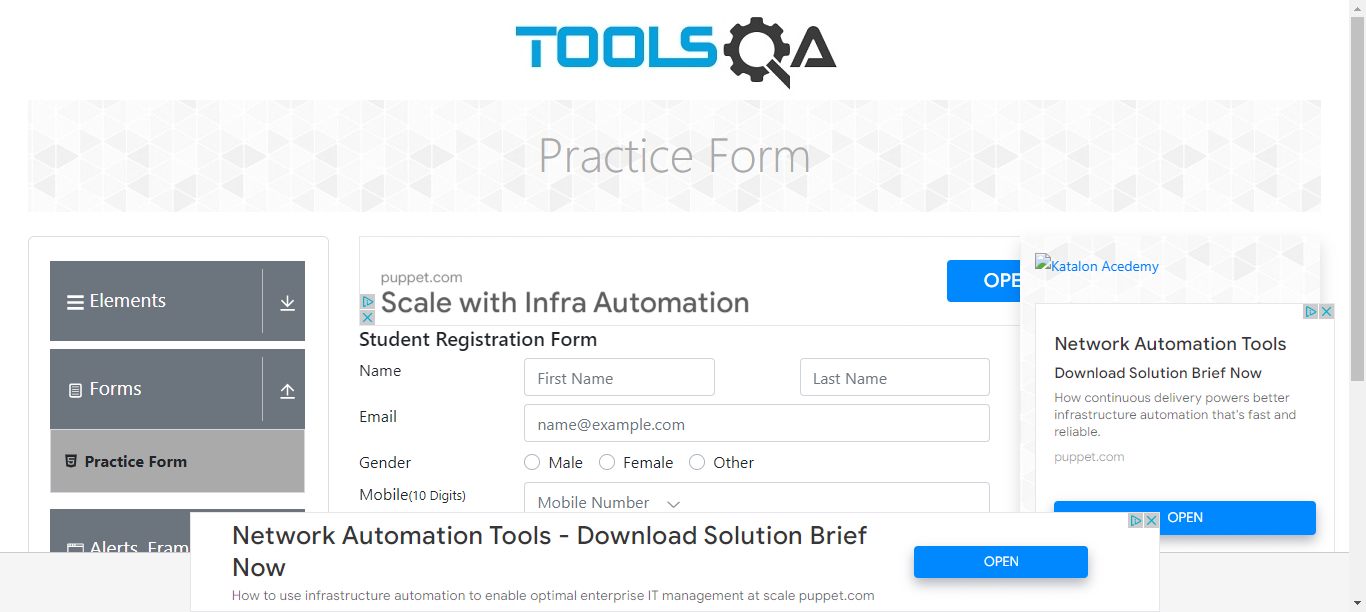 TOOLSQA
Practice Form
Elements
Forms
Practice Form
Alerts, Fram
puppet.com
Scale with Infra Automation
OPE
Student Registration Form
Name
First Name
Last Name
Email
name@example.com
Gender
Male
Female
Other
Mobile(10 Digits)
Mobile Number
Katalon Acedemy
Network Automation Tools
Download Solution Brief Now
How continuous delivery powers better
infrastructure automation that's fast and
reliable.
puppet.com
OPEN
Network Automation Tools - Download Solution Brief
Now
How to use infrastructure automation to enable optimal enterprise IT management at scale puppet.com
OPEN